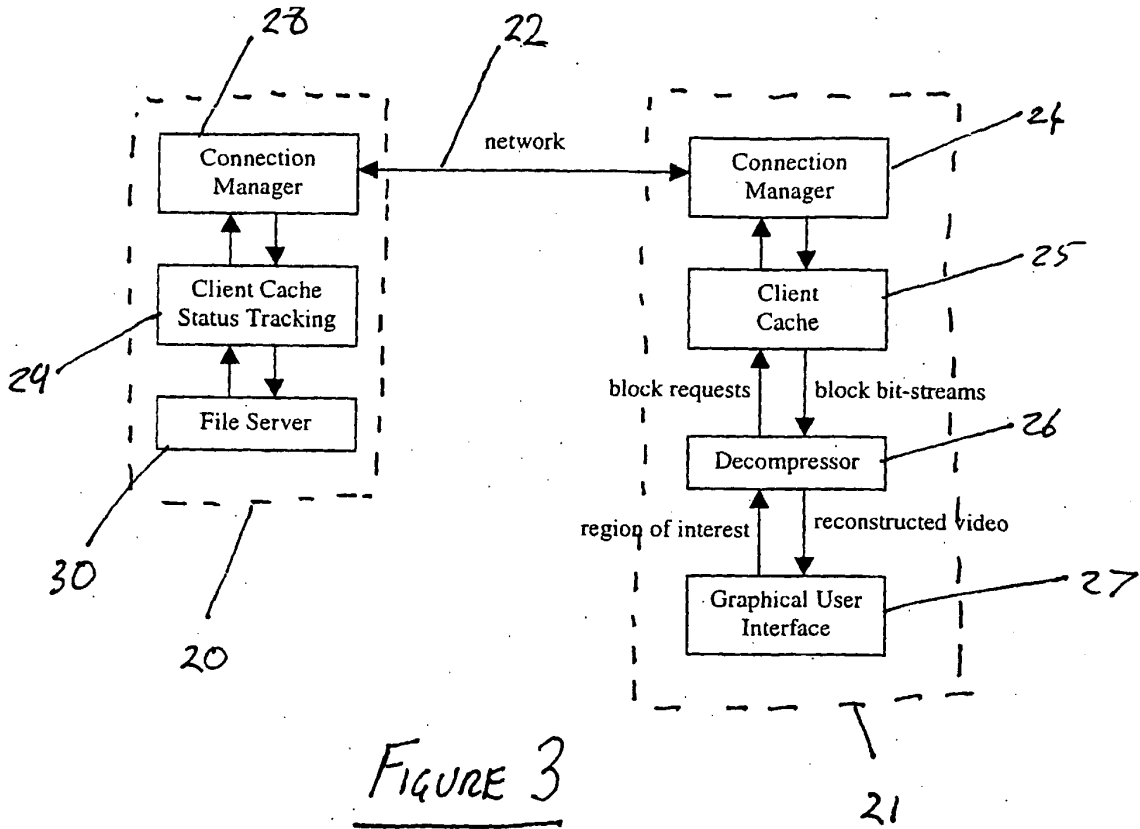 28
22
24
network
Connection
Manager
Connection
Manager
25
Client Cache
Status Tracking
Client
Cache
29
block requests
block bit-streams
File Server
26
Decompressor
region of interest
reconstructed video
30
27
Graphical User
Interface
20
FIGURE 3
21